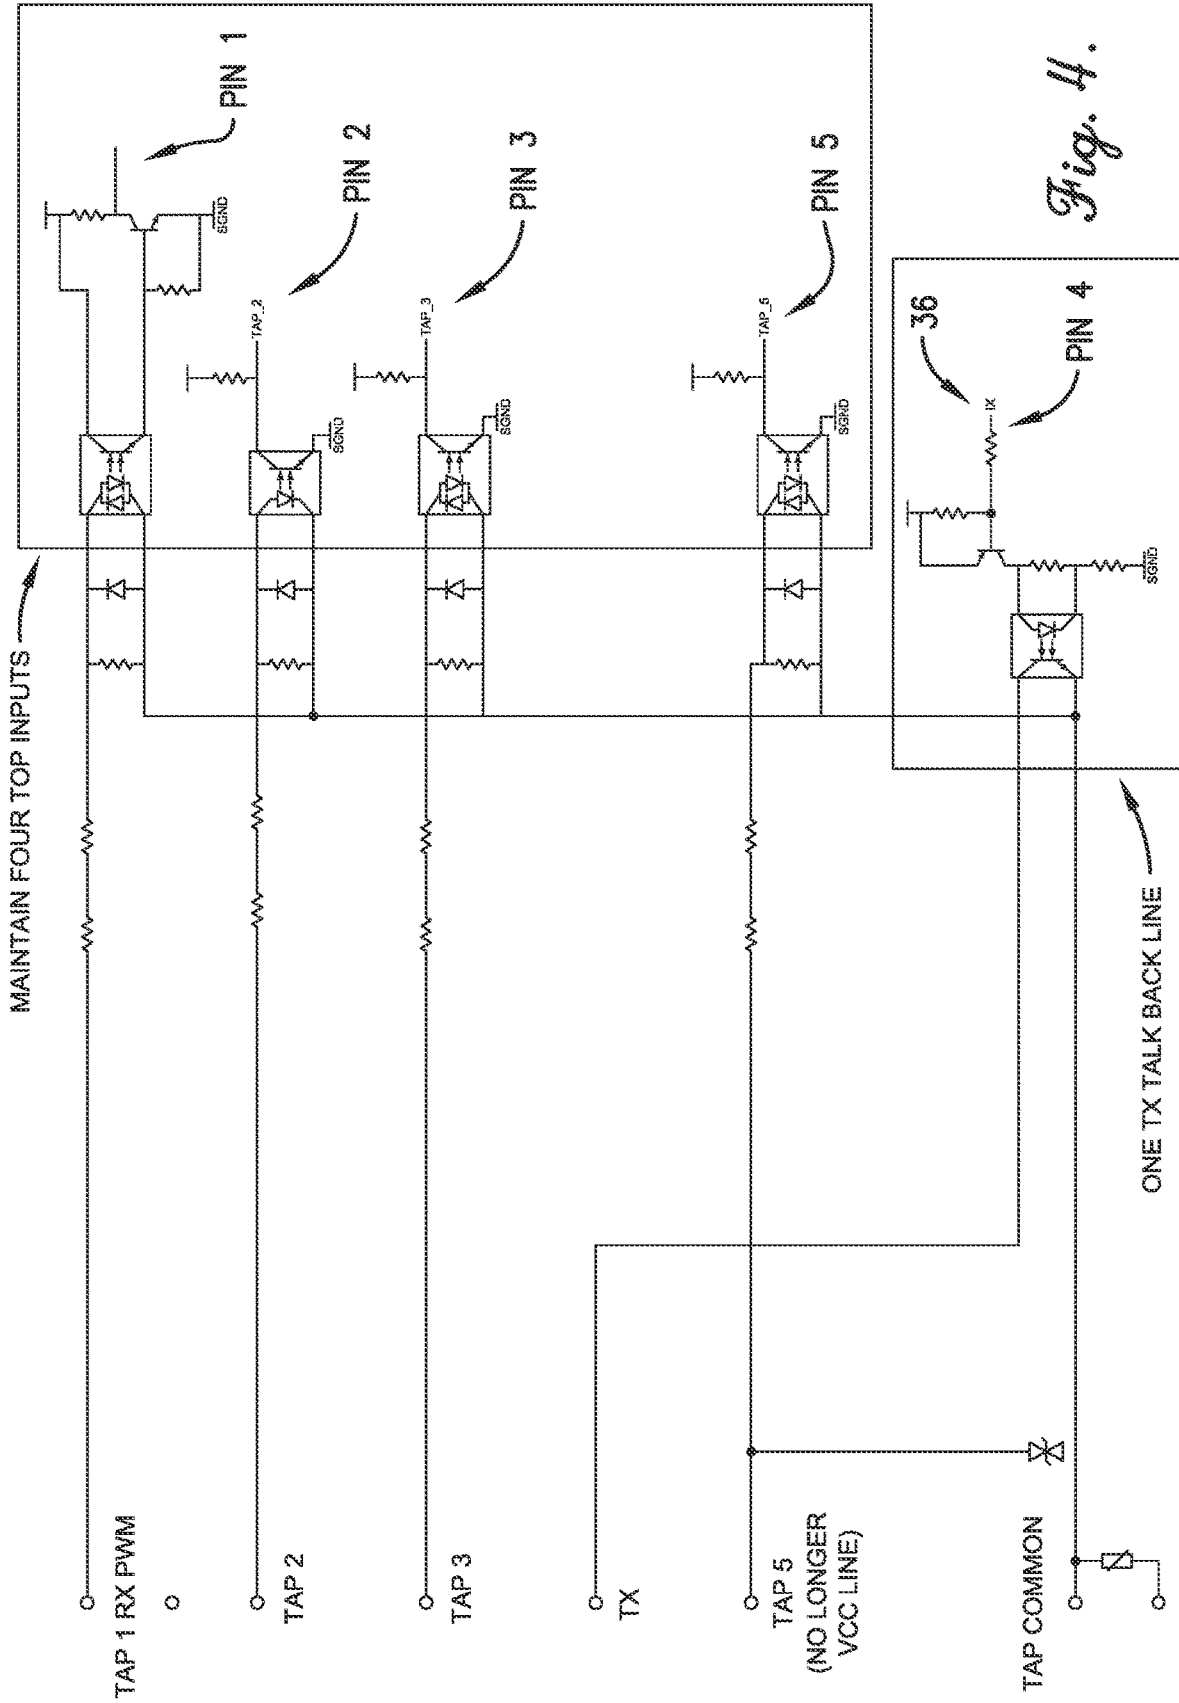 MAINTAIN FOUR TOP INPUTS
PIN 1
SGND
TAP_2
PIN 2
SGND
TAP_3
PIN 3
SGND
TAP_5
PIN 5
SGND
36
PIN 4
SGND
ONE TX TALK BACK LINE
TAP 1 RX PWM
TAP 2
TAP 3
TX
TAP 5
(NO LONGER
VCC LINE)
TAP COMMON
Fig. 4.